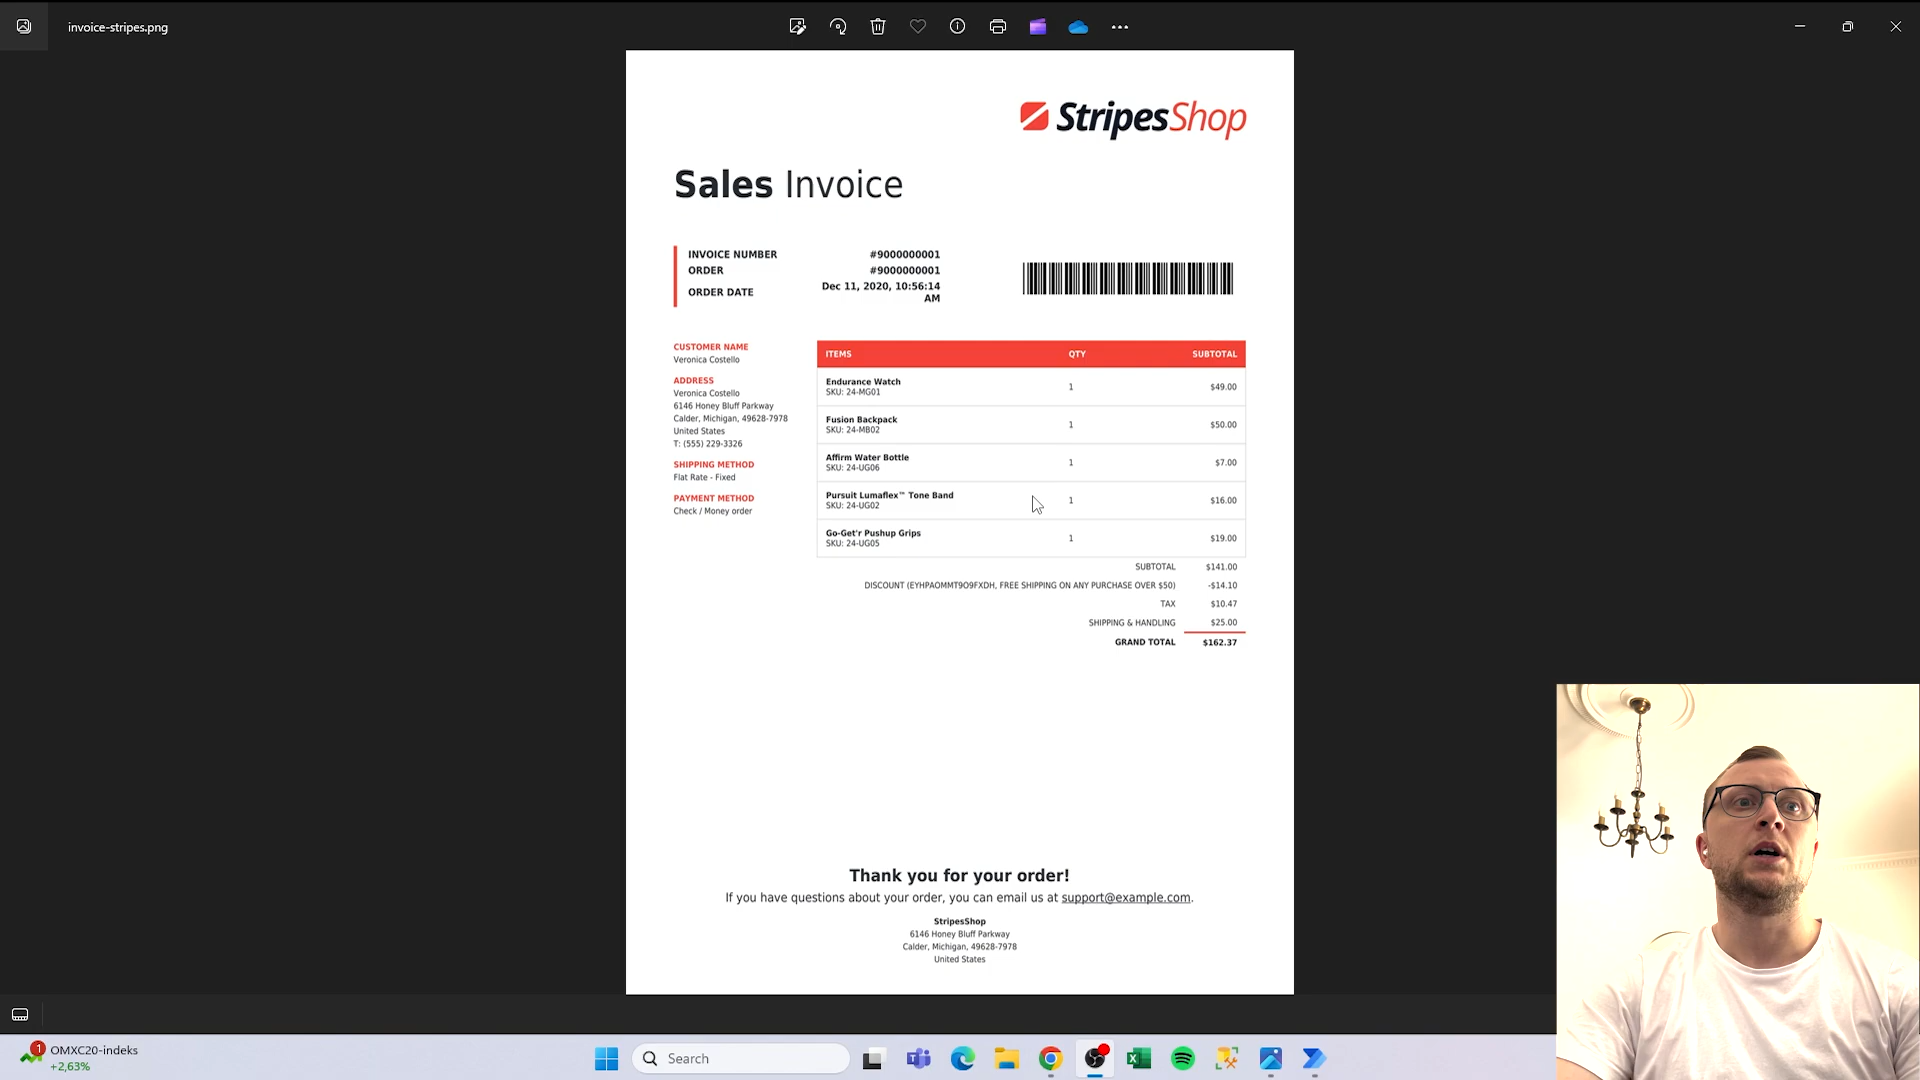 invoice-stripes.png
StripesShop
Sales Invoice
INVOICE NUMBER #9000000001
ORDER #9000000001
ORDER DATE Dec 11, 2020, 10:56:14
AM
CUSTOMER NAME
Veronica Costello
ADDRESS
Veronica Costello
6146 Honey Bluff Parkway
Calder, Michigan, 49628-7978
United States
T: (555) 229-3326
SHIPPING METHOD
Flat Rate - Fixed
PAYMENT METHOD
Check / Money order
ITEMS QTY SUBTOTAL
Endurance Watch 1 $49.00
SKU: 24-MG01
Fusion Backpack 1 $50.00
SKU: 24-MB02
Affirm Water Bottle 1 $7.00
SKU: 24-UG06
Pursuit Lumaflex™ Tone Band 1 $16.00
SKU: 24-UG02
Go-Get'r Pushup Grips 1 $19.00
SKU: 24-UG05
SUBTOTAL $141.00
DISCOUNT (EYHPAOMMT9O9FXDH, FREE SHIPPING ON ANY PURCHASE OVER $50) -$14.10
TAX $10.47
SHIPPING & HANDLING $25.00
GRAND TOTAL $162.37
Thank you for your order!
If you have questions about your order, you can email us at support@example.com.
StripesShop
6146 Honey Bluff Parkway
Calder, Michigan, 49628-7978
United States
1
OMXC20-indeks
+2,63%
Search